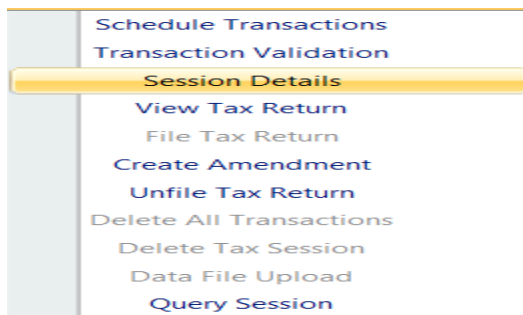 Schedule Transactions
Transaction Validation
Session Details
View Tax Return
File Tax Return
Create Amendment
Unfile Tax Return
Delete All Transactions
Delete Tax Session
Data File Upload
Query Session